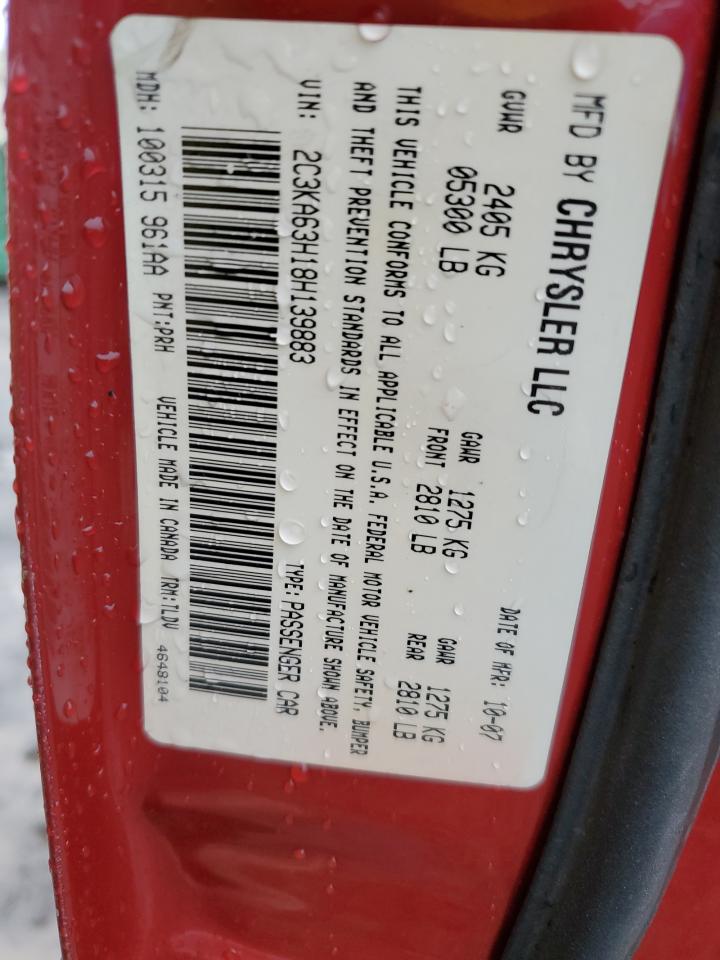 MFD BY CHRYSLER LLC
DATE OF MFR: 10-07
GVWR 2405 KG
05300 LB
GAWR FRONT 1275 KG
2810 LB
GAWR REAR 1275 KG
2810 LB
THIS VEHICLE CONFORMS TO ALL APPLICABLE U.S.A. FEDERAL MOTOR VEHICLE SAFETY, BUMPER
AND THEFT PREVENTION STANDARDS IN EFFECT ON THE DATE OF MANUFACTURE SHOWN ABOVE.
VIN: 2C3KA63H18H139883 TYPE: PASSENGER CAR
MDH: 100315 961AA PNT:PRH VEHICLE MADE IN CANADA TRM:TLDV 4648104